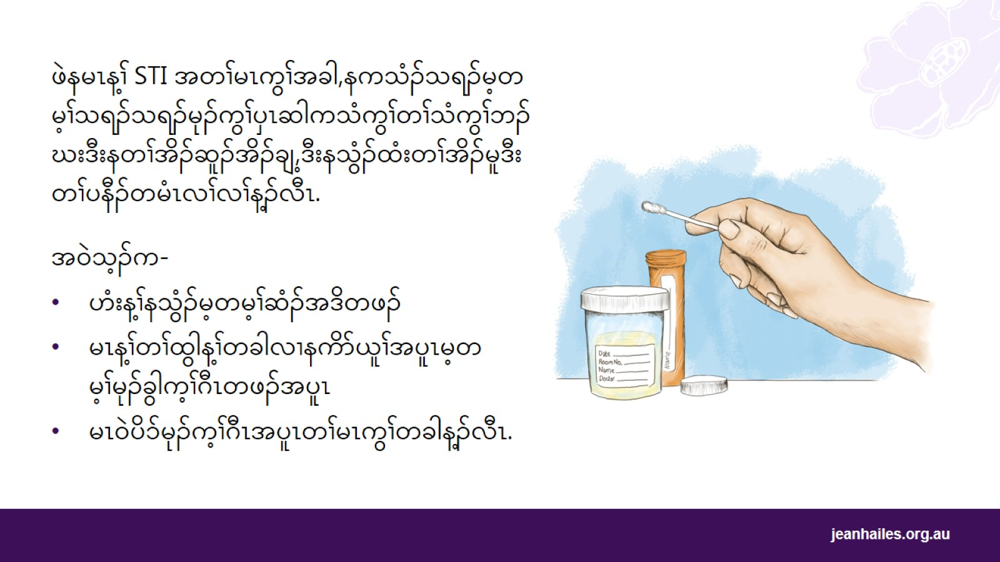 ဖဲနမၤန့ၢ် STI အတၢ်မၤကွၢ်အခါ,နကသံၣ်သရၣ်မ့တ
မ့ၢ်သရၣ်သရၣ်မုၣ်ကွၢ်ပှၤဆါကသံကွၢ်တၢ်သံကွၢ်ဘၣ်
ဃးဒီးနတၢ်အိၣ်ဆူၣ်အိၣ်ချ့,ဒီးနသွံၣ်ထံးတၢ်အိၣ်မူဒီး
တၢ်ပနီၣ်တမံၤလၢ်လၢ်န့ၣ်လီၤ.
အဝဲသ့ၣ်က-
ဟံးန့ၢ်နသွံၣ်မ့တမ့ၢ်ဆံၣ်အဒိတဖၣ်
မၤန့ၢ်တၢ်ထွါန့ၢ်တခါလၢနကိာ်ယူၢ်အပူၤမ့တ
မ့ၢ်မုၣ်ခွါက့ၢ်ဂီၤတဖၣ်အပူၤ
မၤဝဲပိာ်မုၣ်က့ၢ်ဂီၤအပူၤတၢ်မၤကွၢ်တခါန့ၣ်လီၤ.
Date
Room No.
Name
Doctor
Name
jeanhailes.org.au